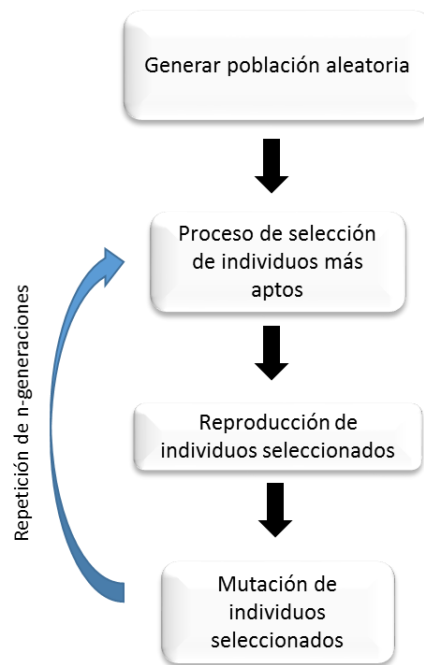 Generar población aleatoria
Proceso de selección
de individuos más
aptos
Repetición de n-generaciones
Reproducción de
individuos seleccionados
Mutación de
individuos
seleccionados